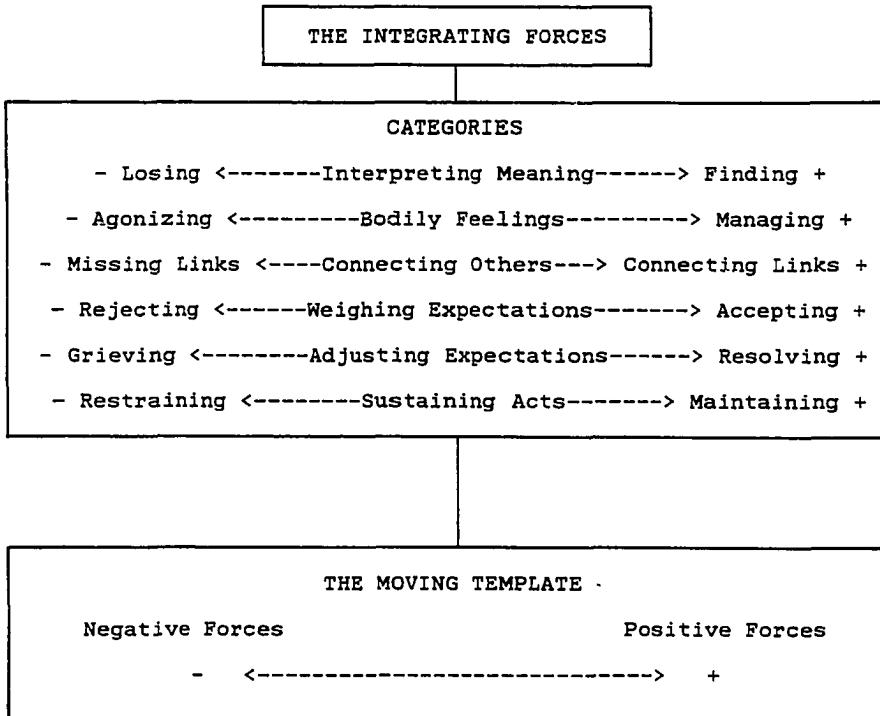 THE INTEGRATING FORCES
CATEGORIES
- Losing <-------Interpreting Meaning------> Finding +
- Agonizing <---------Bodily Feelings---------> Managing +
- Missing Links <----Connecting Others---> Connecting Links +
- Rejecting <------Weighing Expectations-------> Accepting +
- Grieving <--------Adjusting Expectations------> Resolving +
- Restraining <--------Sustaining Acts-------> Maintaining +
THE MOVING TEMPLATE
Negative Forces Positive Forces
- <-----------------------------> +